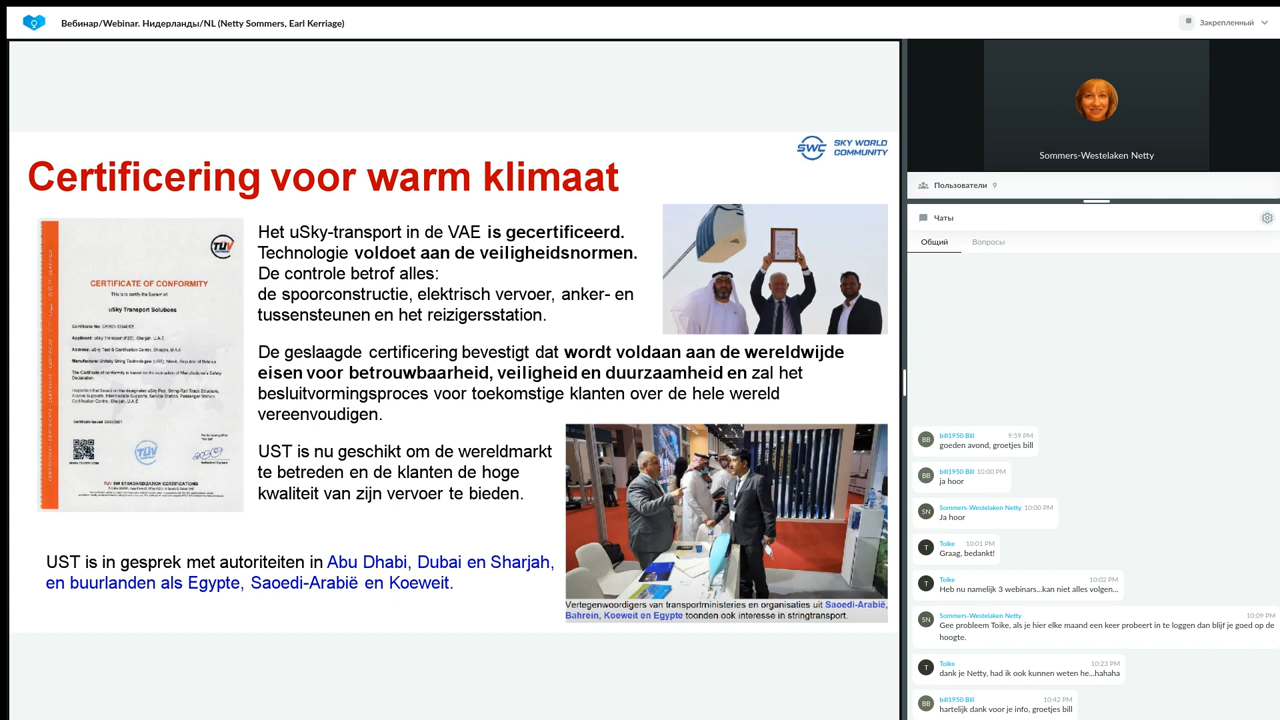 Вебинар/Webinar. Нидерланды/NL (Netty Sommers, Earl Kerriage)
Закрепленный
SWC SKY WORLD
COMMUNITY
Certificering voor warm klimaat
TÜV
CERTIFICATE OF CONFORMITY
This is to certify the System of
uSky Transport Solutions
Het uSky-transport in de VAE is gecertificeerd.
Technologie voldoet aan de veiligheidsnormen.
De controle betrof alles:
de spoorconstructie, elektrisch vervoer, anker- en
tussensteunen en het reizigersstation.
De geslaagde certificering bevestigt dat wordt voldaan aan de wereldwijde
eisen voor betrouwbaarheid, veiligheid en duurzaamheid en zal het
besluitvormingsproces voor toekomstige klanten over de hele wereld
vereenvoudigen.
UST is nu geschikt om de wereldmarkt
te betreden en de klanten de hoge
kwaliteit van zijn vervoer te bieden.
UST is in gesprek met autoriteiten in Abu Dhabi, Dubai en Sharjah,
en buurlanden als Egypte, Saoedi-Arabië en Koeweit.
Vertegenwoordigers van transportministeries en organisaties uit Saoedi-Arabië,
Bahrein, Koeweit en Egypte toonden ook interesse in stringtransport.
Sommers-Westelaken Netty
Пользователи 9
Чаты
Общий Вопросы
BB bill1950 Bill 9:59 PM
goeden avond, groetjes bill
BB bill1950 Bill 10:00 PM
ja hoor
SN Sommers-Westelaken Netty 10:00 PM
Ja hoor
T Toike 10:01 PM
Graag, bedankt!
T Toike 10:02 PM
Heb nu namelijk 3 webinars...kan niet alles volgen...
SN Sommers-Westelaken Netty 10:09 PM
Gee probleem Toike, als je hier elke maand een keer probeert in te loggen dan blijf je goed op de
hoogte.
T Toike 10:23 PM
dank je Netty, had ik ook kunnen weten he...hahaha
BB bill1950 Bill 10:42 PM
hartelijk dank voor je info, groetjes bill